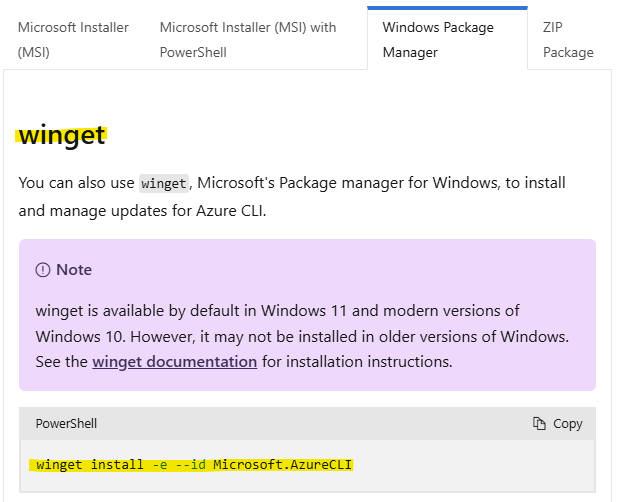 Microsoft Installer (MSI)
Microsoft Installer (MSI) with PowerShell
Windows Package Manager
ZIP Package
winget
You can also use winget, Microsoft's Package manager for Windows, to install
and manage updates for Azure CLI.
Note
winget is available by default in Windows 11 and modern versions of
Windows 10. However, it may not be installed in older versions of Windows.
See the winget documentation for installation instructions.
PowerShell
Copy
winget install -e --id Microsoft.AzureCLI